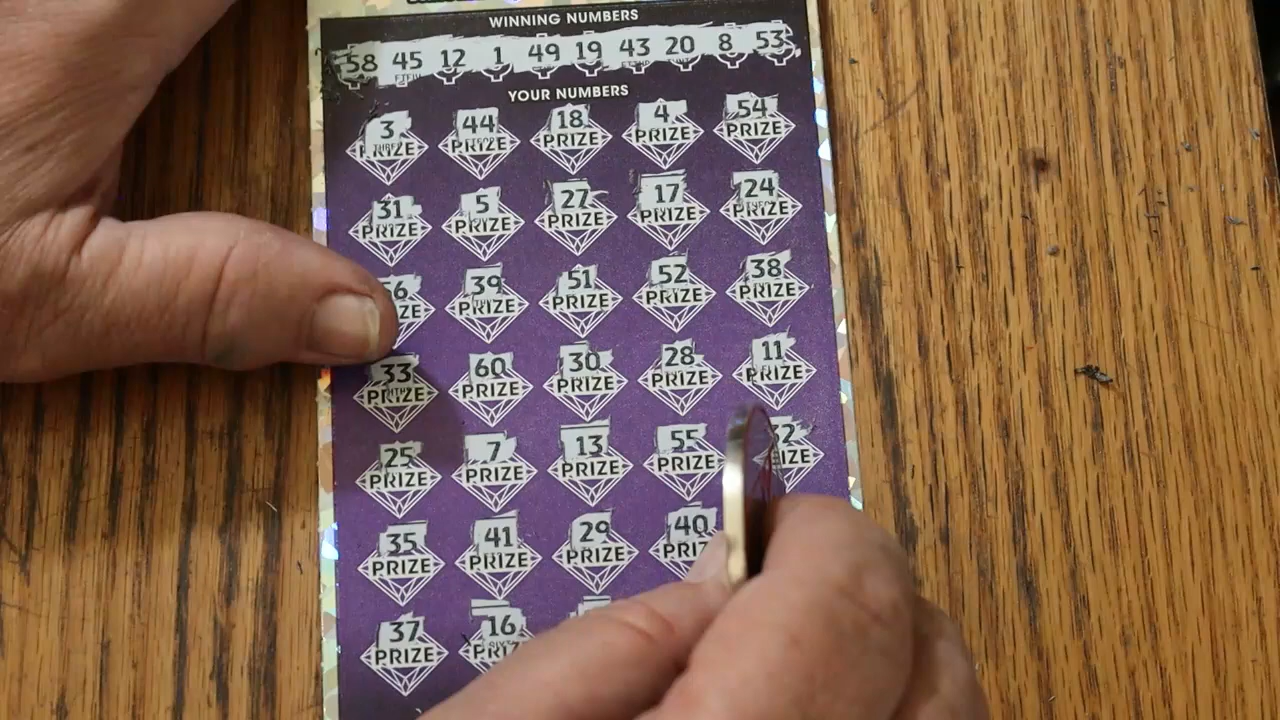 WINNING NUMBERS
58 45 12 1 49 19 43 20 8 53
YOUR NUMBERS
3 44 18 4 54
PRIZE PRIZE PRIZE PRIZE PRIZE
31 5 27 17 24
PRIZE PRIZE PRIZE PRIZE PRIZE
39 51 52 38
PRIZE PRIZE PRIZE PRIZE
33 60 30 28 11
PRIZE PRIZE PRIZE PRIZE PRIZE
25 7 13 55
PRIZE PRIZE PRIZE PRIZE
35 41 29 40
PRIZE PRIZE PRIZE
37 16
PRIZE